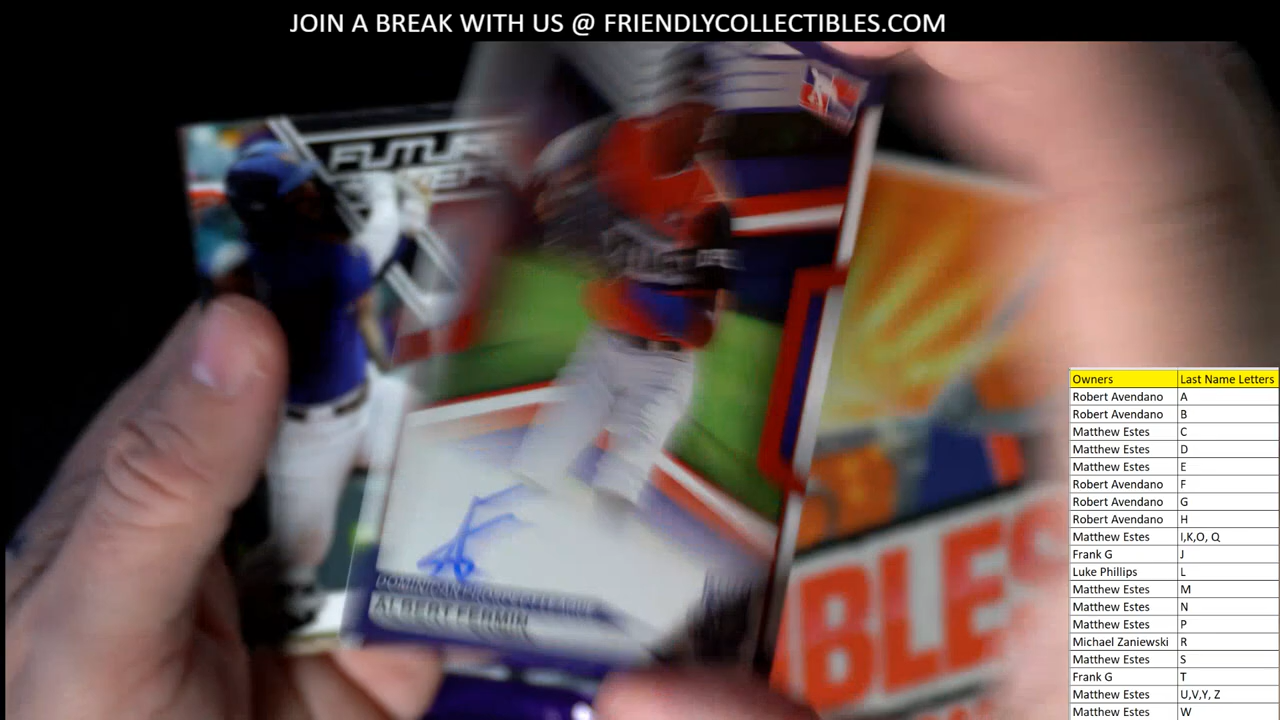 JOIN A BREAK WITH US @ FRIENDLYCOLLECTIBLES.COM
FUTURE
ALBERT FERMIN
BLES
Owners Last Name Letters
Robert Avendano A
Robert Avendano B
Matthew Estes C
Matthew Estes D
Matthew Estes E
Robert Avendano F
Robert Avendano G
Robert Avendano H
Matthew Estes I,K,O, Q
Frank G J
Luke Phillips L
Matthew Estes M
Matthew Estes N
Matthew Estes P
Michael Zaniewski R
Matthew Estes S
Frank G T
Matthew Estes U,V,Y, Z
Matthew Estes W